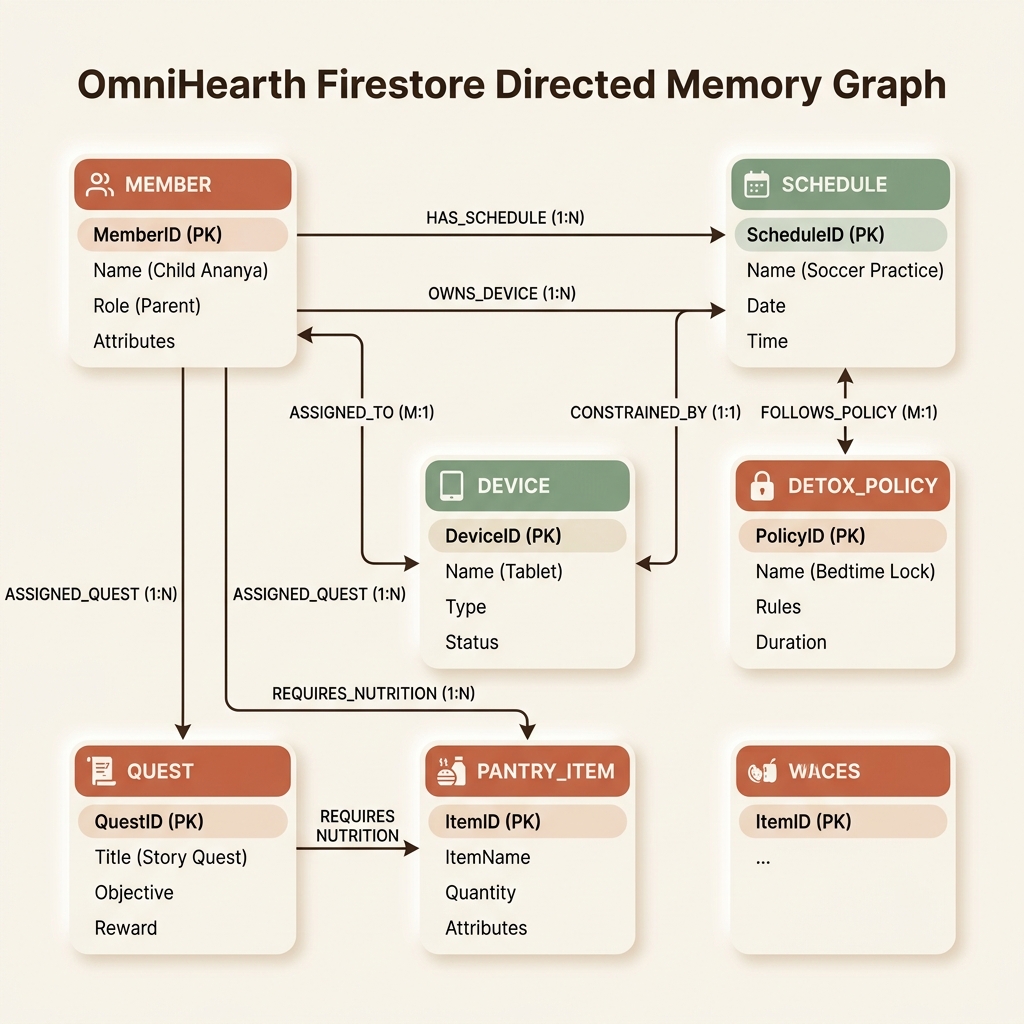 OmniHearth Firestore Directed Memory Graph
MEMBER
MemberID (PK)
Name (Child Ananya)
Role (Parent)
Attributes
HAS_SCHEDULE (1:N)
OWNS_DEVICE (1:N)
SCHEDULE
ScheduleID (PK)
Name (Soccer Practice)
Date
Time
ASSIGNED_TO (M:1)
CONSTRAINED_BY (1:1)
FOLLOWS_POLICY (M:1)
DEVICE
DeviceID (PK)
Name (Tablet)
Type
Status
DETOX_POLICY
PolicyID (PK)
Name (Bedtime Lock)
Rules
Duration
ASSIGNED_QUEST (1:N)
ASSIGNED_QUEST (1:N)
REQUIRES_NUTRITION (1:N)
QUEST
QuestID (PK)
Title (Story Quest)
Objective
Reward
REQUIRES
NUTRITION
PANTRY_ITEM
ItemID (PK)
ItemName
Quantity
Attributes
WACES
ItemID (PK)
...